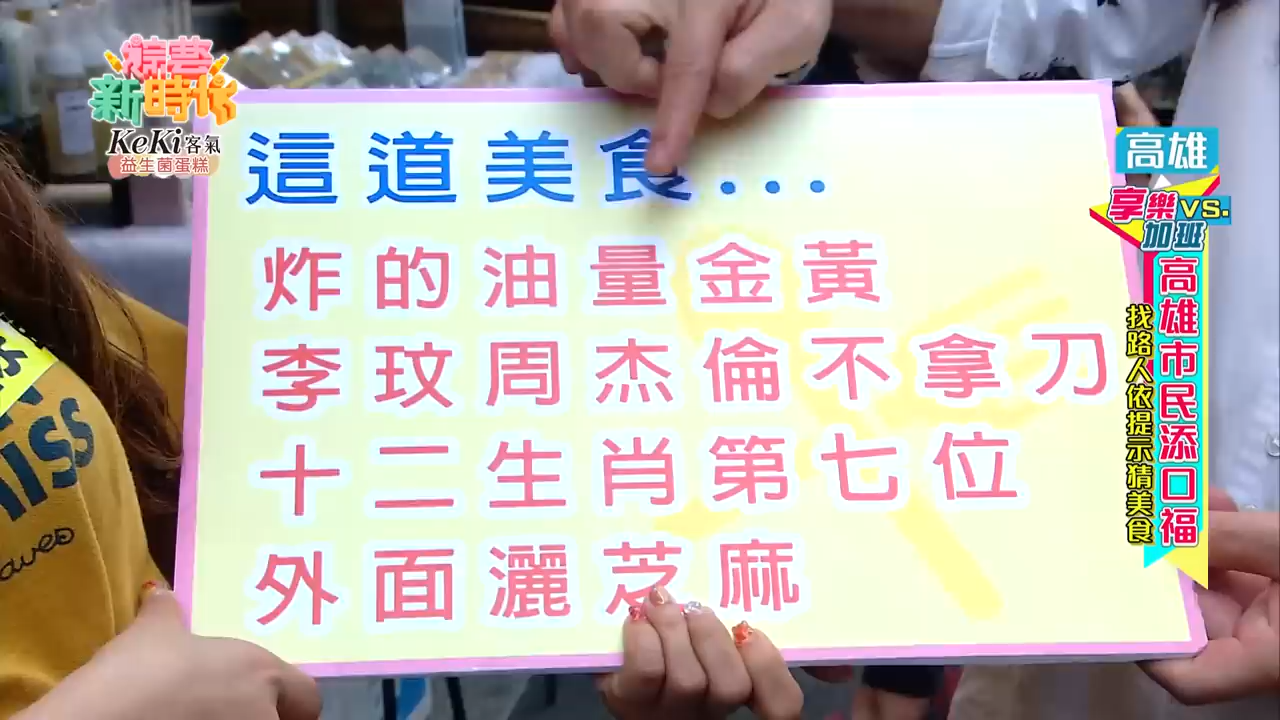 綜藝
新時代
KeKi客氣
益生菌蛋糕
這道美食...
炸的油量金黃
李玟周杰倫不拿刀
十二生肖第七位
外面灑芝麻
高雄
享樂VS.
加班
高雄市民添口福
找路人依提示猜美食
iss